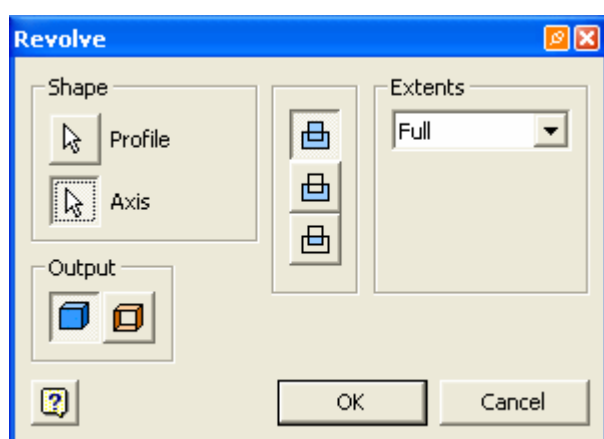 Revolve
Shape
Profile
Axis
Output
Extents
Full
OK
Cancel